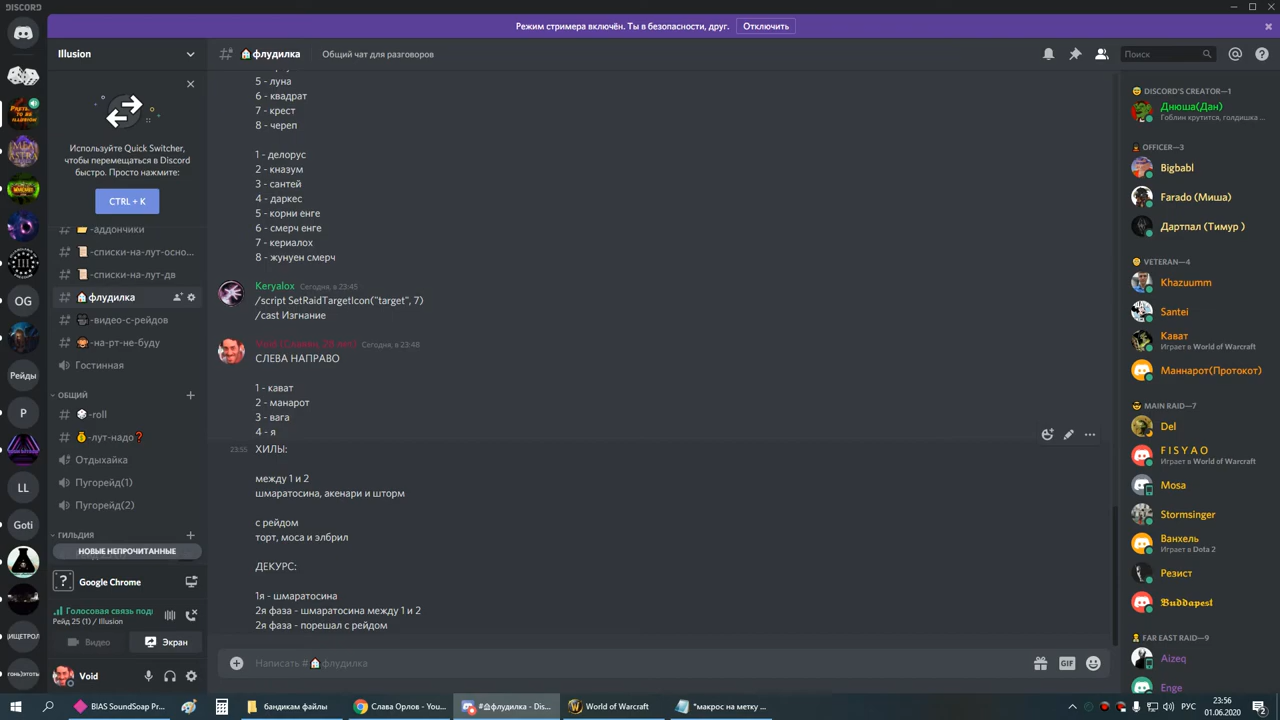 DISCORD
Режим стримера включён. Ты в безопасности, друг. Отключить
Illusion
флудилка Общий чат для разговоров
Поиск
Используйте Quick Switcher,
чтобы перемещаться в Discord
быстро. Просто нажмите:
CTRL + K
-аддончики
-списки-на-лут-осно...
-списки-на-лут-дв
флудилка
-видео-с-рейдов
-на-рт-не-буду
Гостинная
ОБЩИЙ
-roll
-лут-надо❓
Отдыхайка
Пугорейд(1)
Пугорейд(2)
ГИЛЬДИЯ
НОВЫЕ НЕПРОЧИТАННЫЕ
Google Chrome
Голосовая связь под
Рейд 25 (1) / Illusion
Видео
Экран
Void
OG
Рейды
P
LL
Goti
ИЩЕТРОЛ
5 - луна
6 - квадрат
7 - крест
8 - череп
1 - делорус
2 - кназум
3 - сантей
4 - даркес
5 - корни енге
6 - смерч енге
7 - кериалох
8 - жунуен смерч
Keryalox Сегодня, в 23:45
/script SetRaidTargetIcon("target", 7)
/cast Изгнание
Сегодня, в 23:48
СЛЕВА НАПРАВО
1 - кават
2 - манарот
3 - вага
4 - я
23:55 ХИЛЫ:
между 1 и 2
шмаратосина, акенари и шторм
с рейдом
торт, моса и элбрил
ДЕКУРС:
1я - шмаратосина
2я фаза - шмаратосина между 1 и 2
2я фаза - порешал с рейдом
Написать #флудилка
GIF
DISCORD'S CREATOR—1
Днюша(Дан)
Гоблин крутится, голдишка ...
OFFICER—3
Bigbabl
Farado (Миша)
Дартпал (Тимур )
VETERAN—4
Khazuumm
Santei
Кават
Играет в World of Warcraft
Маннарот(Протокот)
MAIN RAID—7
Del
F I S Y A O
Играет в World of Warcraft
Mosa
Stormsinger
Ванхель
Играет в Dota 2
Резист
𝕭𝖚𝖉𝖉𝖆𝖕𝖊𝖘𝖙
FAR EAST RAID—9
Aizeq
Enge
BIAS SoundSoap Pr...
бандикам файлы
Слава Орлов - You...
#флудилка - Dis...
World of Warcraft
*макрос на метку ...
РУС
23:56
01.06.2020
2